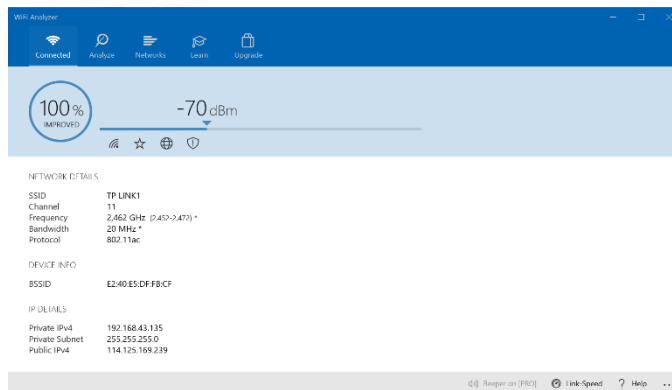 WiFi Analyzer
Connected Analyze Networks Learn Upgrade
100 %
IMPROVED
-70 dBm
NETWORK DETAILS
SSID TP LINK1
Channel 11
Frequency 2,462 GHz (2,452-2,472) *
Bandwidth 20 MHz *
Protocol 802.11ac
DEVICE INFO
BSSID E2:40:E5:DF:FB:CF
IP DETAILS
Private IPv4 192.168.43.135
Private Subnet 255.255.255.0
Public IPv4 114.125.169.239
Beeper on [PRO] Link-Speed ? Help ...